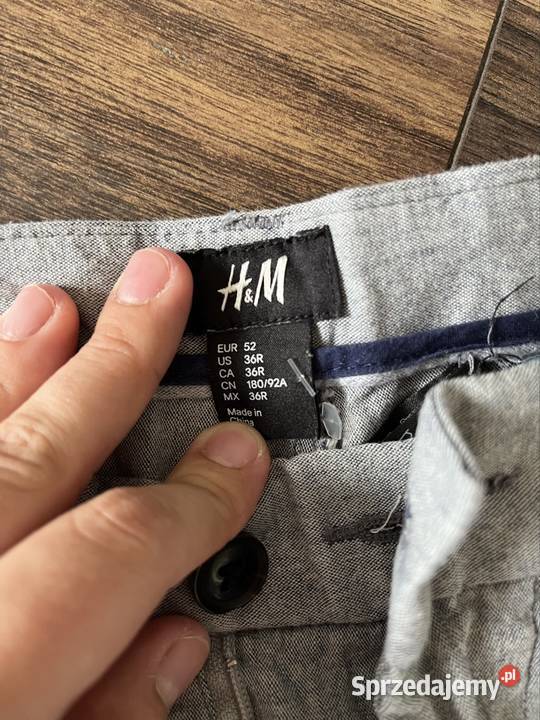 H&M
EUR 52
US 36R
CA 36R
CN 180/92A
MX 36R
Made in
China
Sprzedajemy.pl